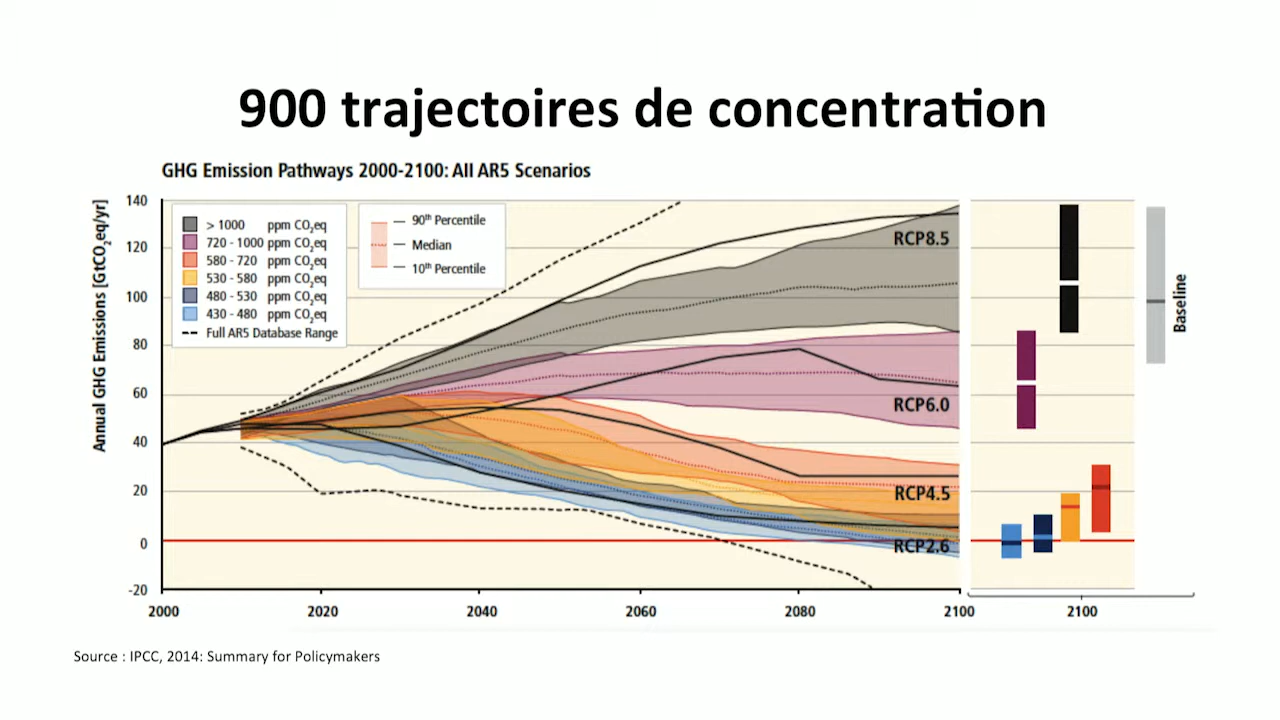 900 trajectoires de concentration
GHG Emission Pathways 2000-2100: All AR5 Scenarios
Annual GHG Emissions [GtCO2eq/yr]
140
120
100
80
60
40
20
0
-20
> 1000 ppm CO2eq
720 - 1000 ppm CO2eq
580 - 720 ppm CO2eq
530 - 580 ppm CO2eq
480 - 530 ppm CO2eq
430 - 480 ppm CO2eq
Full AR5 Database Range
90th Percentile
Median
10th Percentile
RCP8.5
RCP6.0
RCP4.5
RCP2.6
Baseline
2000 2020 2040 2060 2080 2100 2100
Source : IPCC, 2014: Summary for Policymakers